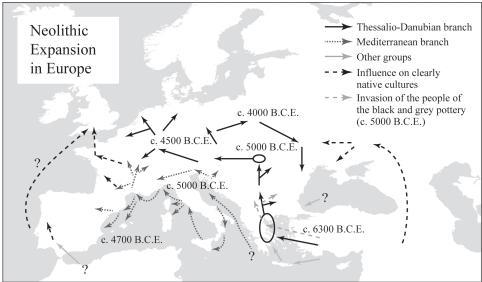 Neolithic
Expansion
in Europe
Thessalio-Danubian branch
Mediterranean branch
Other groups
Influence on clearly
native cultures
Invasion of the people of
the black and grey pottery
(c. 5000 B.C.E.)
c. 4000 B.C.E.
c. 4500 B.C.E.
c. 5000 B.C.E.
?
c. 5000 B.C.E.
?
c. 4700 B.C.E.
c. 6300 B.C.E.
?
?